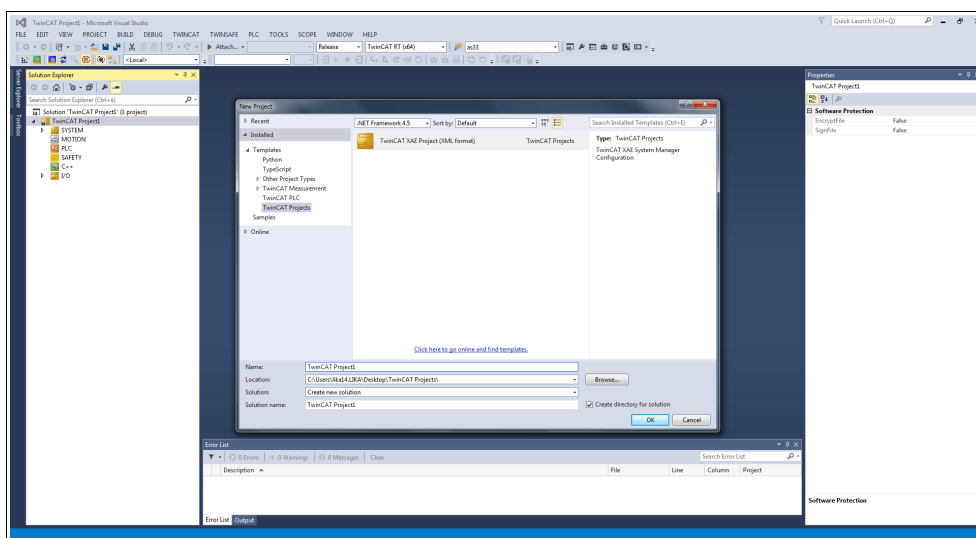 TwinCAT Project1 - Microsoft Visual Studio
Quick Launch (Ctrl+Q)
FILE EDIT VIEW PROJECT BUILD DEBUG TWINCAT TWINSAFE PLC TOOLS SCOPE WINDOW HELP
Attach... Release TwinCAT RT (x64) as33
<Local>
Server Explorer
Toolbox
Solution Explorer
Search Solution Explorer (Ctrl+è)
Solution 'TwinCAT Project1' (1 project)
TwinCAT Project1
SYSTEM
MOTION
PLC
SAFETY
C++
I/O
New Project
Recent
Installed
Templates
Python
TypeScript
Other Project Types
TwinCAT Measurement
TwinCAT PLC
TwinCAT Projects
Samples
Online
.NET Framework 4.5 Sort by: Default
Search Installed Templates (Ctrl+E)
TwinCAT XAE Project (XML format) TwinCAT Projects
Type: TwinCAT Projects
TwinCAT XAE System Manager
Configuration
Click here to go online and find templates.
Name: TwinCAT Project1
Location: C:\Users\lika14.LIKA\Desktop\TwinCAT Projects\ Browse...
Solution: Create new solution
Solution name: TwinCAT Project1 Create directory for solution
OK Cancel
Error List
0 Errors 0 Warnings 0 Messages Clear
Search Error List
Description File Line Column Project
Error List Output
Properties
TwinCAT Project1
Software Protection
EncryptFile False
SignFile False
Software Protection